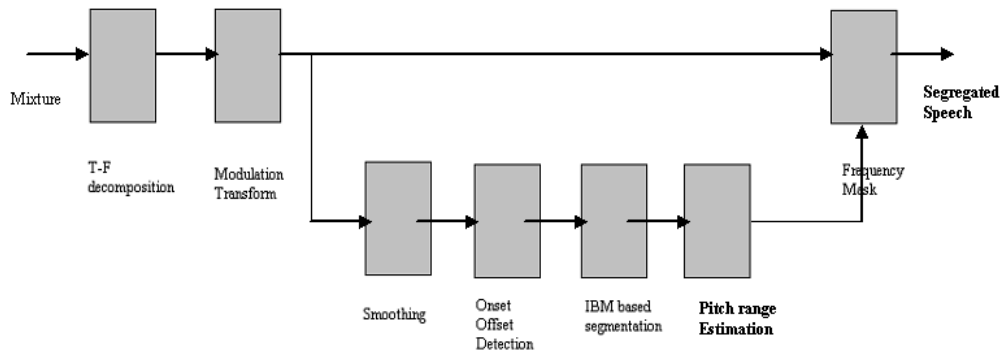 Mixture
T-F
decomposition
Modulation
Transform
Segregated
Speech
Frequency
Mask
Smoothing
Onset
Offset
Detection
IBM based
segmentation
Pitch range
Estimation